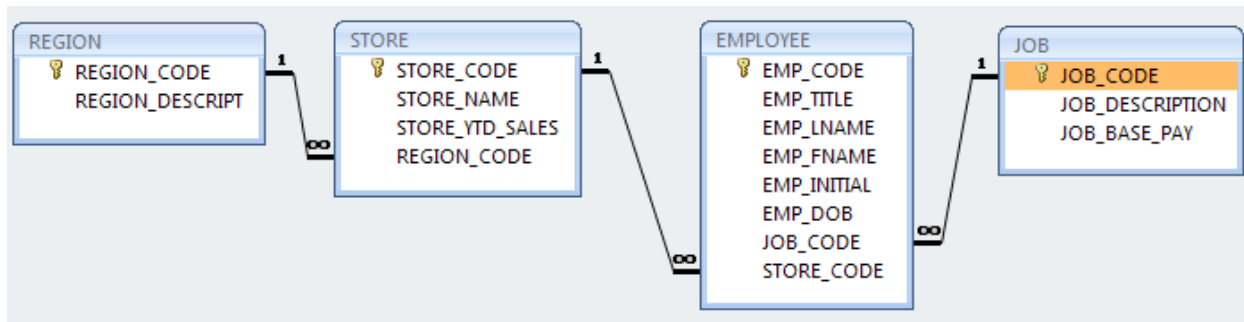 REGION
REGION_CODE
REGION_DESCRIPT
1
∞
STORE
STORE_CODE
STORE_NAME
STORE_YTD_SALES
REGION_CODE
1
∞
EMPLOYEE
EMP_CODE
EMP_TITLE
EMP_LNAME
EMP_FNAME
EMP_INITIAL
EMP_DOB
JOB_CODE
STORE_CODE
∞
1
JOB
JOB_CODE
JOB_DESCRIPTION
JOB_BASE_PAY